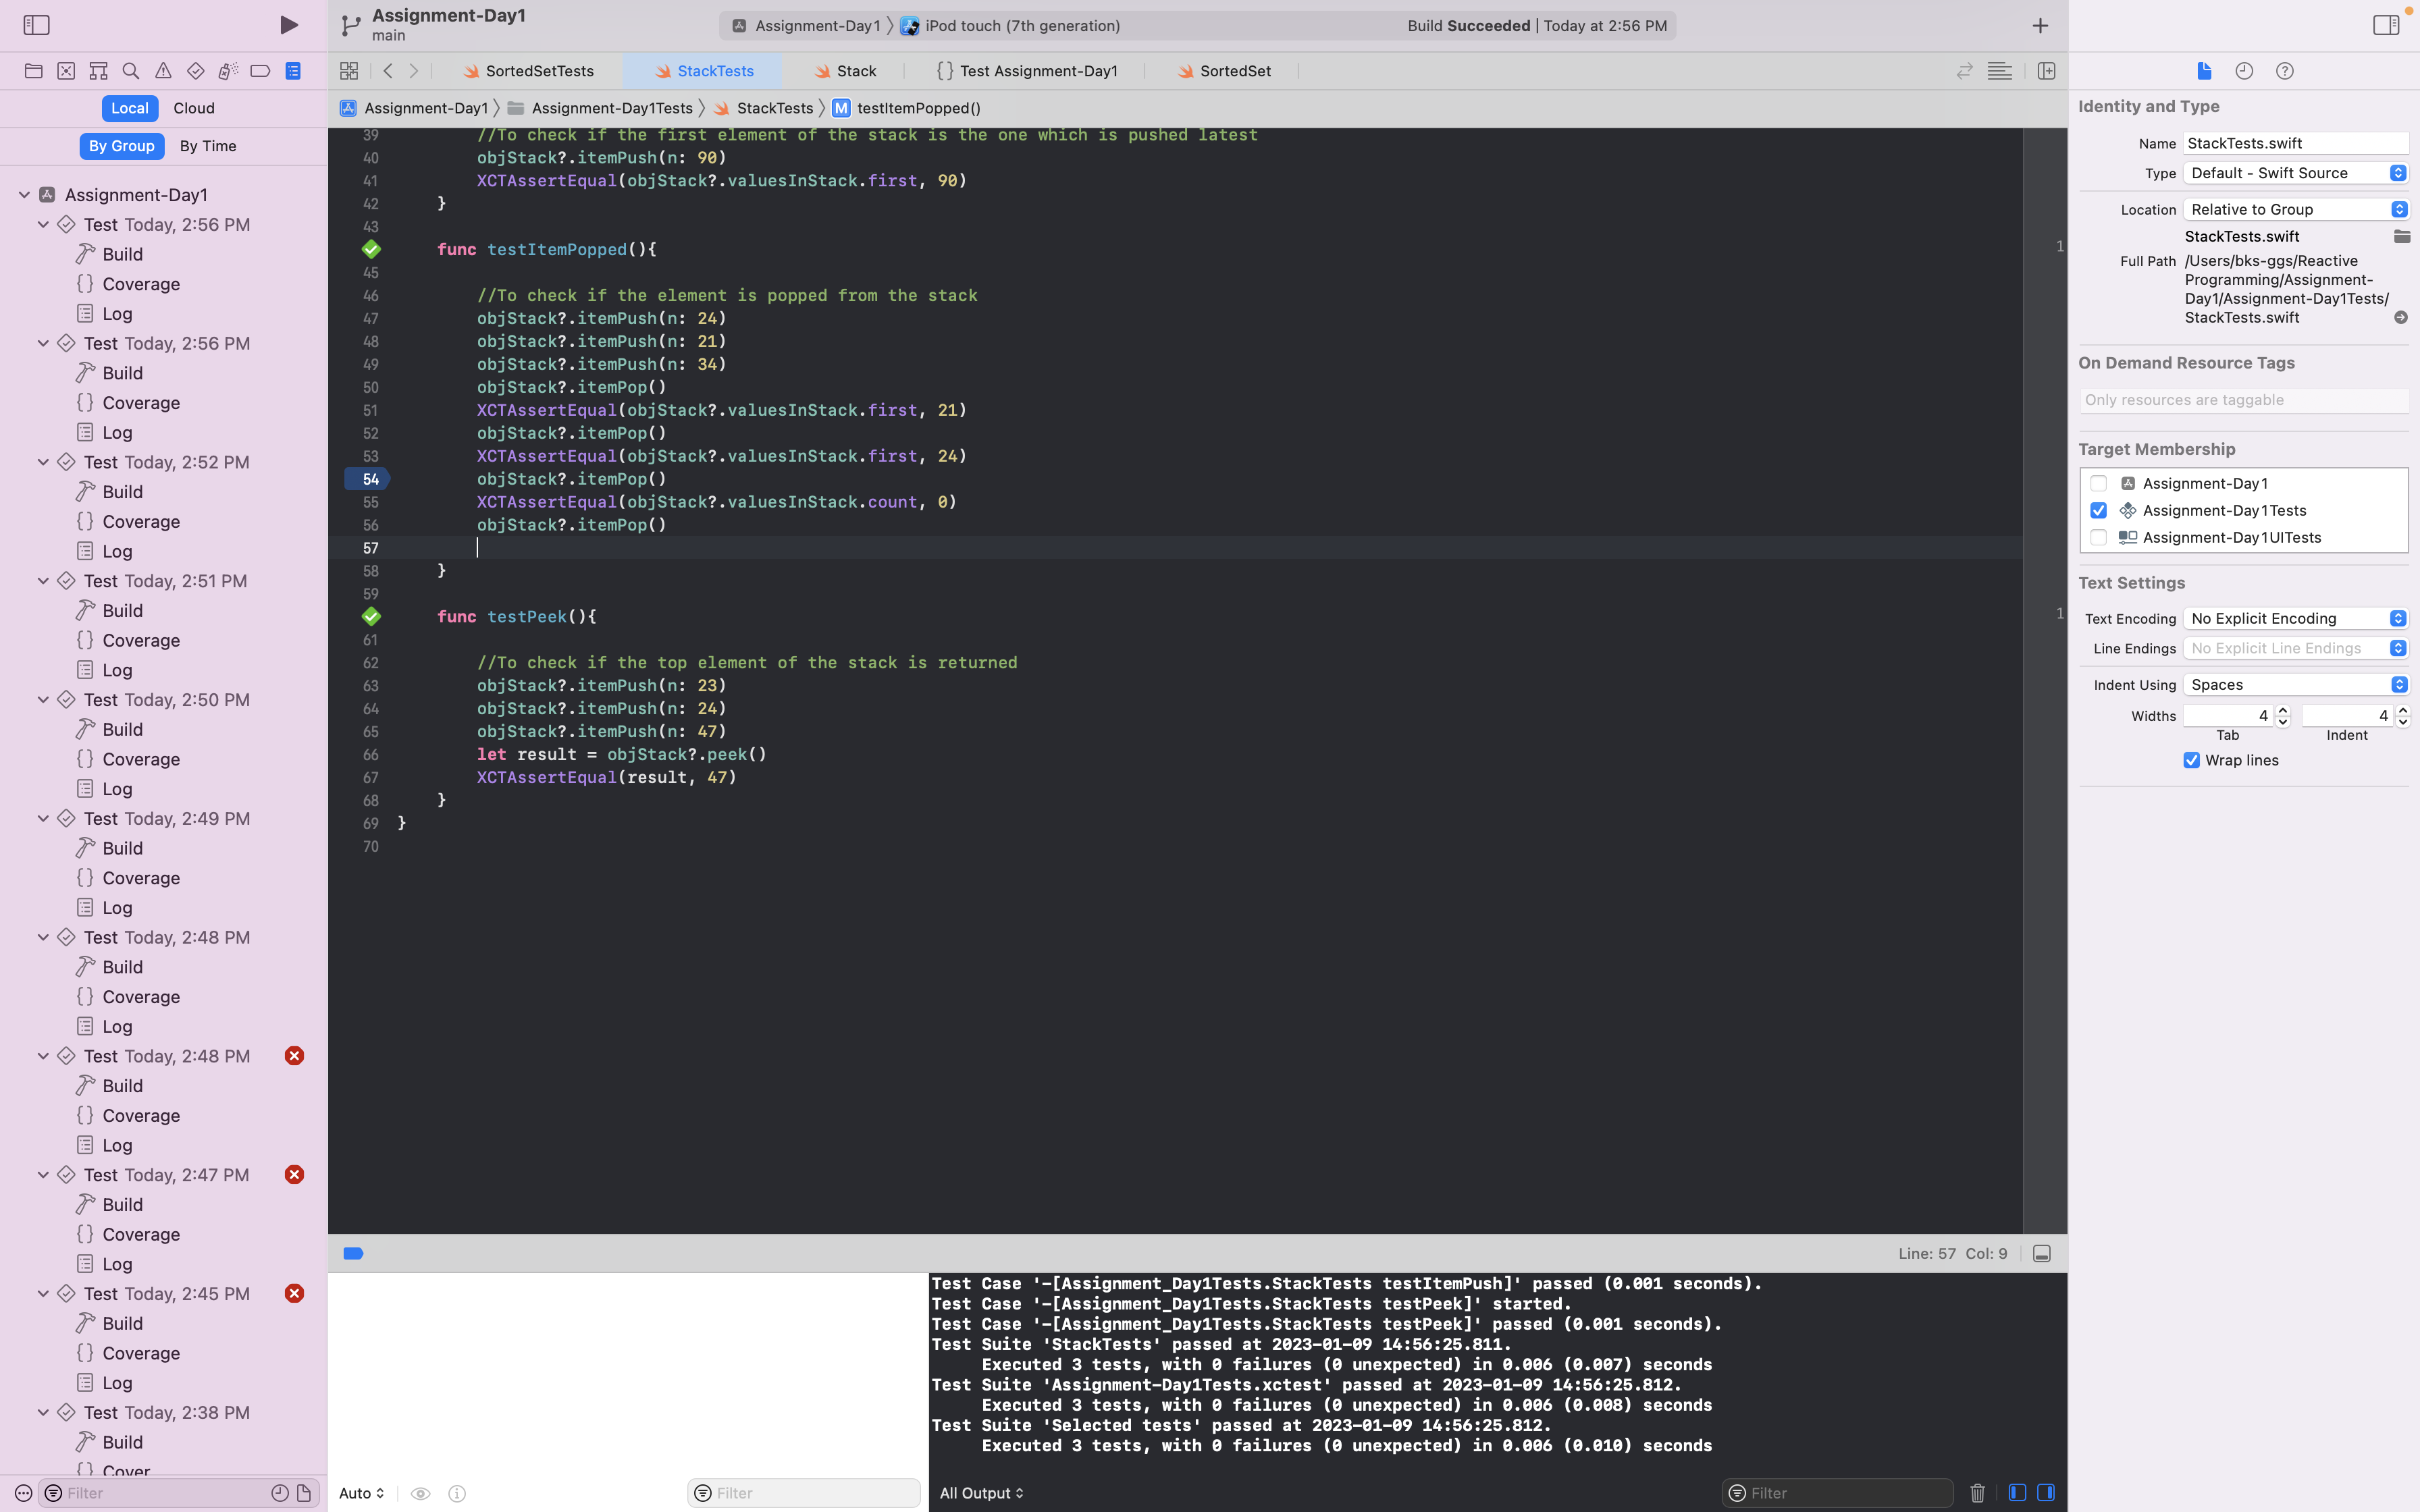 Assignment-Day1
main
Assignment-Day1
iPod touch (7th generation)
Build Succeeded | Today at 2:56 PM
SortedSetTests
StackTests
Stack
{} Test Assignment-Day1
SortedSet
Local
Cloud
Assignment-Day1
Assignment-Day1Tests
StackTests
M testItemPopped()
By Group
By Time
Assignment-Day1
Test Today, 2:56 PM
Build
{} Coverage
Log
Test Today, 2:56 PM
Build
{} Coverage
Log
Test Today, 2:52 PM
Build
{} Coverage
Log
Test Today, 2:51 PM
Build
{} Coverage
Log
Test Today, 2:50 PM
Build
{} Coverage
Log
Test Today, 2:49 PM
Build
{} Coverage
Log
Test Today, 2:48 PM
Build
{} Coverage
Log
Test Today, 2:48 PM
Build
{} Coverage
Log
Test Today, 2:47 PM
Build
{} Coverage
Log
Test Today, 2:45 PM
Build
{} Coverage
Log
Test Today, 2:38 PM
Build
Filter
39 //To check if the first element of the stack is the one which is pushed latest
40 objStack?.itemPush(n: 90)
41 XCTAssertEqual(objStack?.valuesInStack.first, 90)
42 }
43
func testItemPopped(){
1
45
46 //To check if the element is popped from the stack
47 objStack?.itemPush(n: 24)
48 objStack?.itemPush(n: 21)
49 objStack?.itemPush(n: 34)
50 objStack?.itemPop()
51 XCTAssertEqual(objStack?.valuesInStack.first, 21)
52 objStack?.itemPop()
53 XCTAssertEqual(objStack?.valuesInStack.first, 24)
54 objStack?.itemPop()
55 XCTAssertEqual(objStack?.valuesInStack.count, 0)
56 objStack?.itemPop()
57
58 }
59
func testPeek(){
1
61
62 //To check if the top element of the stack is returned
63 objStack?.itemPush(n: 23)
64 objStack?.itemPush(n: 24)
65 objStack?.itemPush(n: 47)
66 let result = objStack?.peek()
67 XCTAssertEqual(result, 47)
68 }
69 }
70
Line: 57 Col: 9
Auto
Filter
Test Case '-[Assignment_Day1Tests.StackTests testItemPush]' passed (0.001 seconds).
Test Case '-[Assignment_Day1Tests.StackTests testPeek]' started.
Test Case '-[Assignment_Day1Tests.StackTests testPeek]' passed (0.001 seconds).
Test Suite 'StackTests' passed at 2023-01-09 14:56:25.811.
Executed 3 tests, with 0 failures (0 unexpected) in 0.006 (0.007) seconds
Test Suite 'Assignment-Day1Tests.xctest' passed at 2023-01-09 14:56:25.812.
Executed 3 tests, with 0 failures (0 unexpected) in 0.006 (0.008) seconds
Test Suite 'Selected tests' passed at 2023-01-09 14:56:25.812.
Executed 3 tests, with 0 failures (0 unexpected) in 0.006 (0.010) seconds
All Output
Filter
Identity and Type
Name StackTests.swift
Type Default - Swift Source
Location Relative to Group
StackTests.swift
Full Path /Users/bks-ggs/Reactive
Programming/Assignment-
Day1/Assignment-Day1Tests/
StackTests.swift
On Demand Resource Tags
Only resources are taggable
Target Membership
Assignment-Day1
Assignment-Day1Tests
Assignment-Day1UITests
Text Settings
Text Encoding No Explicit Encoding
Line Endings No Explicit Line Endings
Indent Using Spaces
Widths 4 4
Tab Indent
Wrap lines